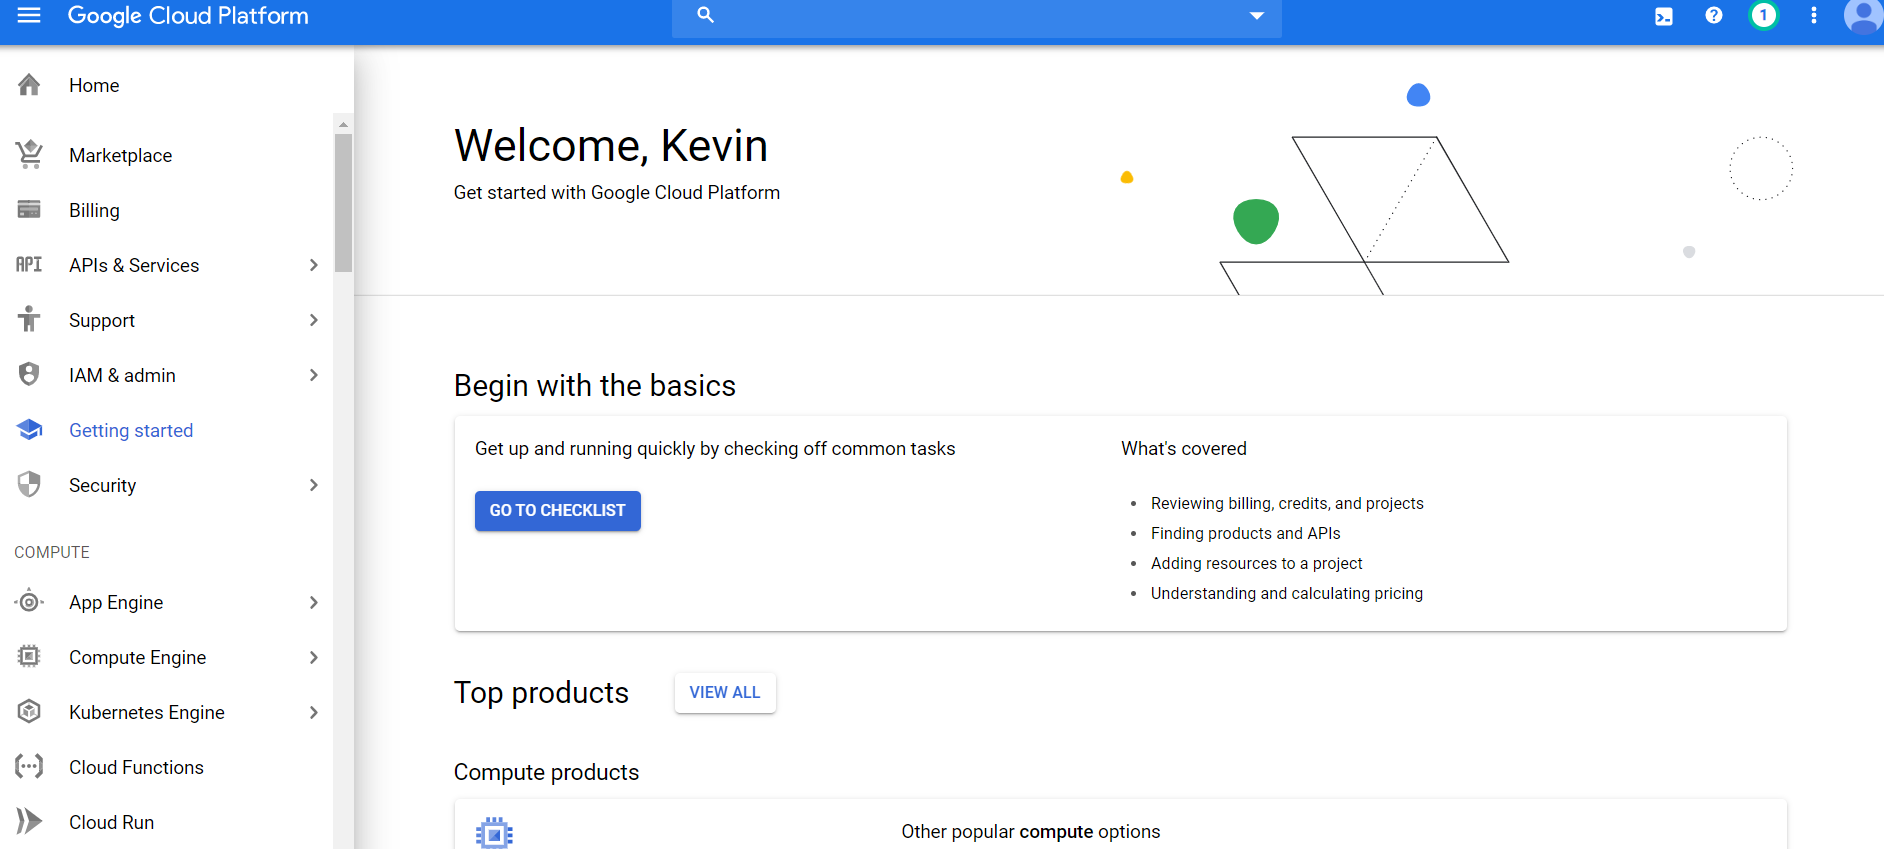 Google Cloud Platform
1
Home
Marketplace
Billing
API APIs & Services
Support
IAM & admin
Getting started
Security
COMPUTE
App Engine
Compute Engine
Kubernetes Engine
Cloud Functions
Cloud Run
Welcome, Kevin
Get started with Google Cloud Platform
Begin with the basics
Get up and running quickly by checking off common tasks
GO TO CHECKLIST
What's covered
• Reviewing billing, credits, and projects
• Finding products and APIs
• Adding resources to a project
• Understanding and calculating pricing
Top products
VIEW ALL
Compute products
Other popular compute options